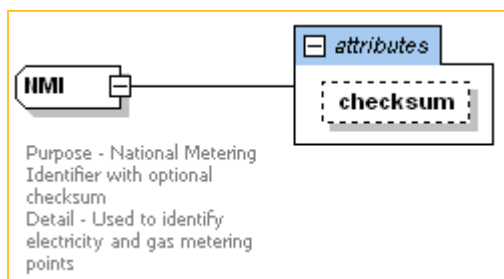 attributes
NMI
checksum
Purpose - National Metering
Identifier with optional
checksum
Detail - Used to identify
electricity and gas metering
points